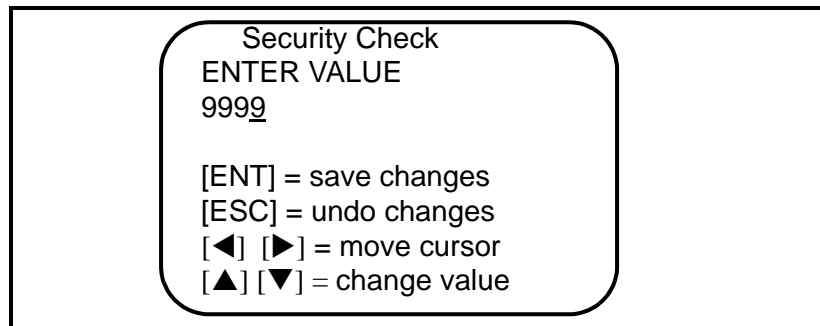 Security Check
ENTER VALUE
9999
[ENT] = save changes
[ESC] = undo changes
[◀] [▶] = move cursor
[▲] [▼] = change value